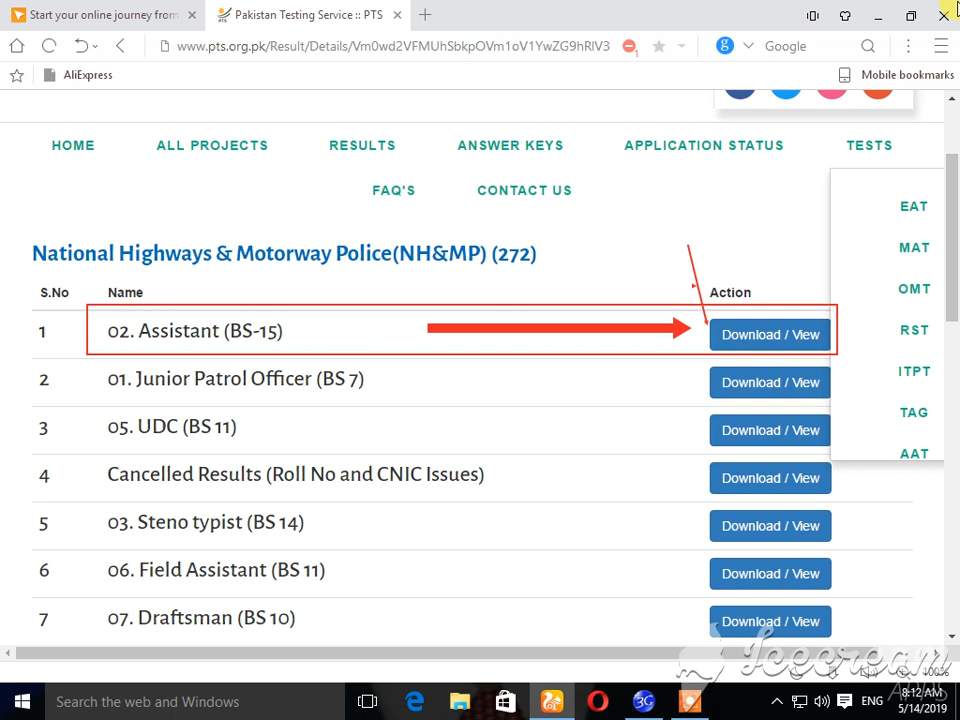 Start your online journey from
Pakistan Testing Service :: PTS
www.pts.org.pk/Result/Details/Vm0wd2VFMUhSbkpOVm1oV1YwZG9hRlV3
1
g
Google
AliExpress
Mobile bookmarks
HOME
ALL PROJECTS
RESULTS
ANSWER KEYS
APPLICATION STATUS
TESTS
FAQ'S
CONTACT US
EAT
MAT
OMT
RST
ITPT
TAG
AAT
National Highways & Motorway Police(NH&MP) (272)
S.No Name Action
1 02. Assistant (BS-15) Download / View
2 01. Junior Patrol Officer (BS 7) Download / View
3 05. UDC (BS 11) Download / View
4 Cancelled Results (Roll No and CNIC Issues) Download / View
5 03. Steno typist (BS 14) Download / View
6 06. Field Assistant (BS 11) Download / View
7 07. Draftsman (BS 10) Download / View
Icecream
APPS
100%
Search the web and Windows
3G
ENG
8:12 AM
5/14/2019